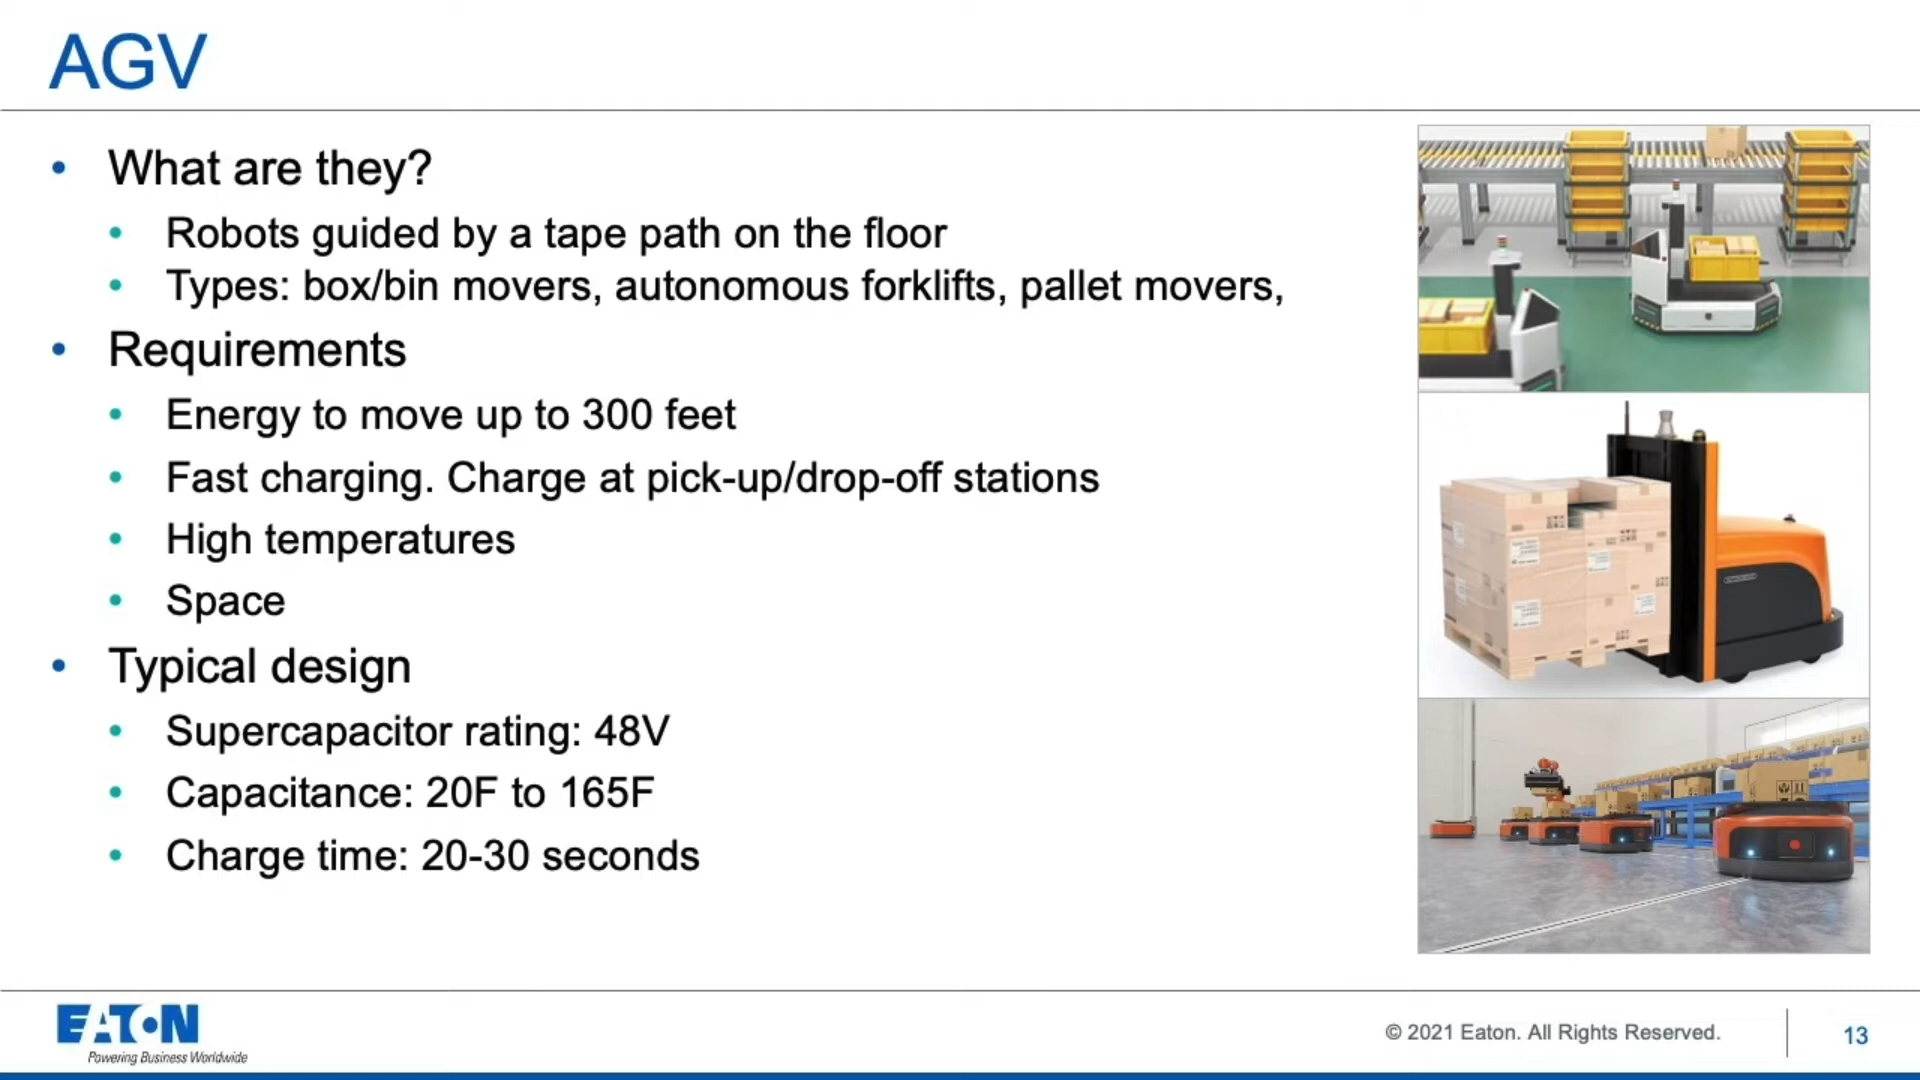 AGV
• What are they?
• Robots guided by a tape path on the floor
• Types: box/bin movers, autonomous forklifts, pallet movers,
• Requirements
• Energy to move up to 300 feet
• Fast charging. Charge at pick-up/drop-off stations
• High temperatures
• Space
• Typical design
• Supercapacitor rating: 48V
• Capacitance: 20F to 165F
• Charge time: 20-30 seconds
EATON
Powering Business Worldwide
© 2021 Eaton. All Rights Reserved.
13